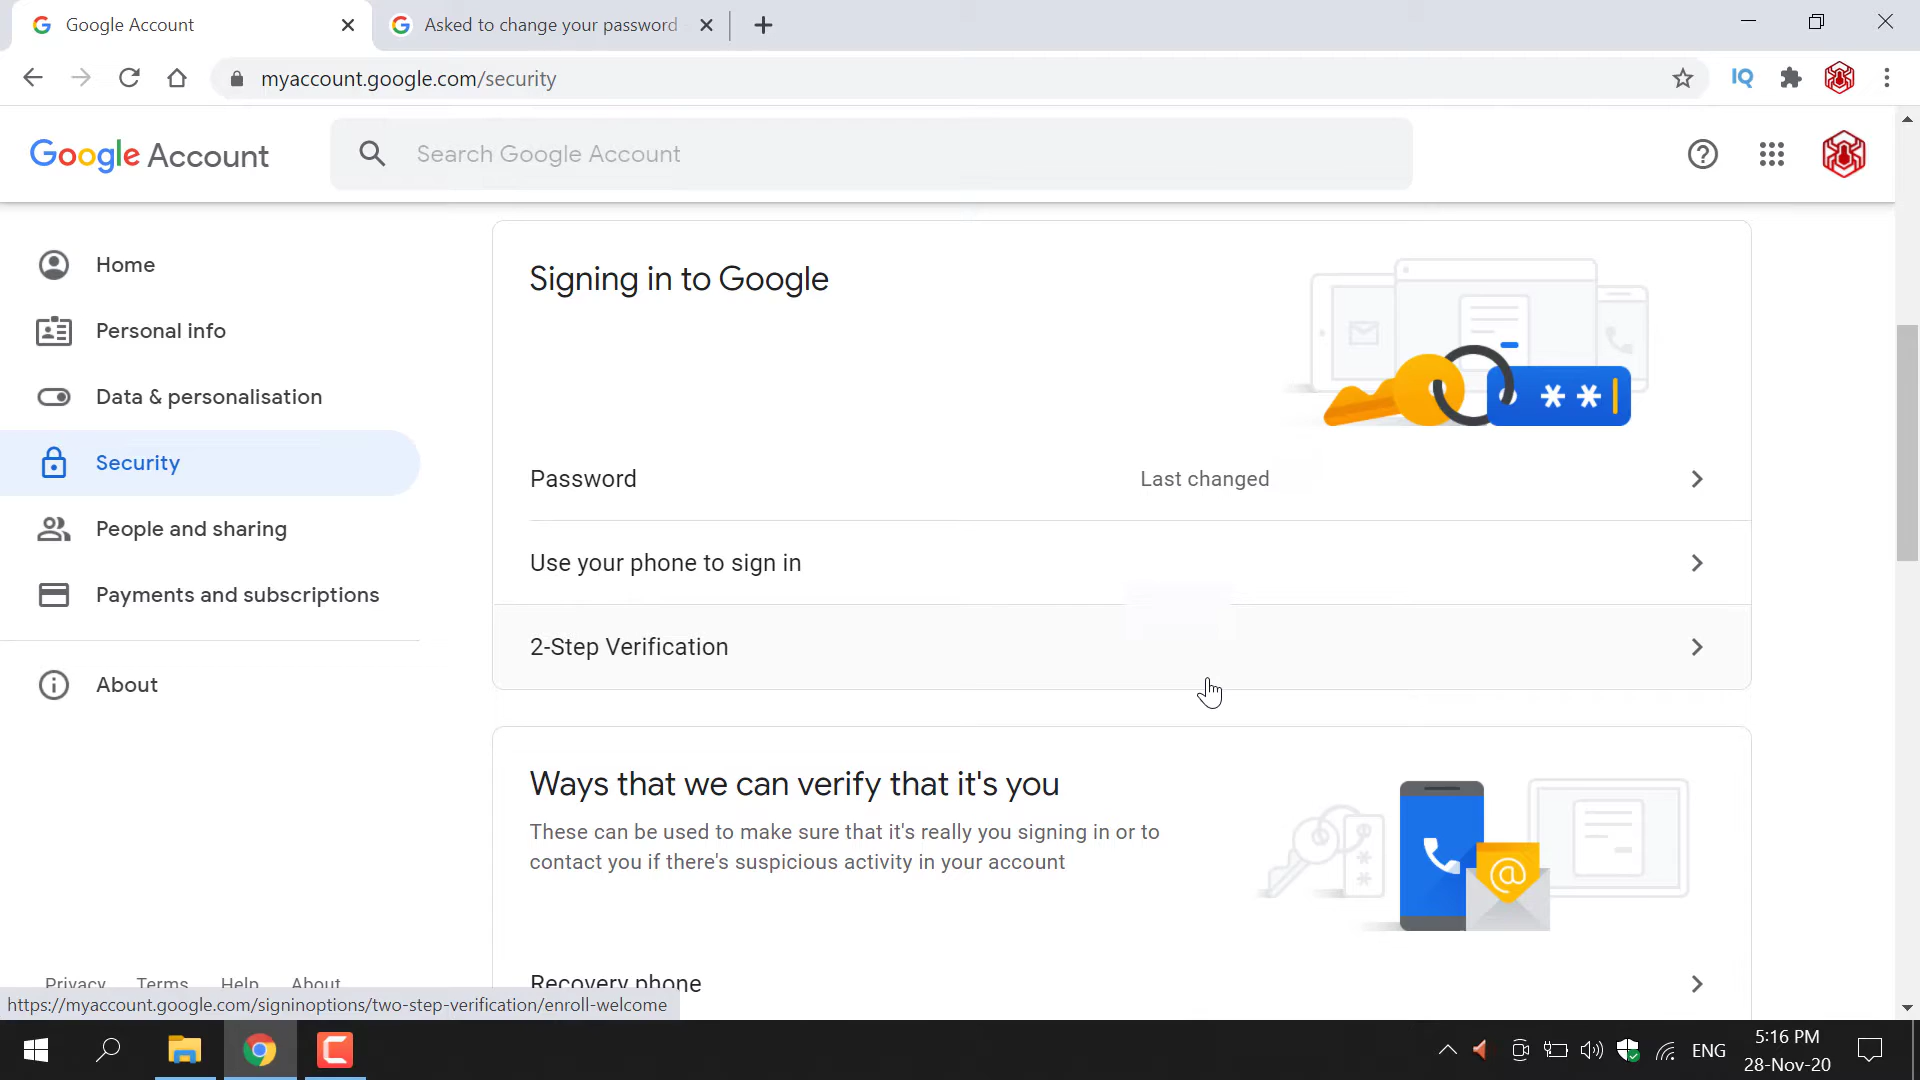 Google Account
Asked to change your password
myaccount.google.com/security
IQ
Google Account
Search Google Account
Home
Personal info
Data & personalisation
Security
People and sharing
Payments and subscriptions
About
Signing in to Google
* *
Password
Last changed
Use your phone to sign in
2-Step Verification
Ways that we can verify that it's you
These can be used to make sure that it's really you signing in or to
contact you if there's suspicious activity in your account
@
Recovery phone
Privacy Terms Help About
https://myaccount.google.com/signinoptions/two-step-verification/enroll-welcome
ENG
5:16 PM
28-Nov-20